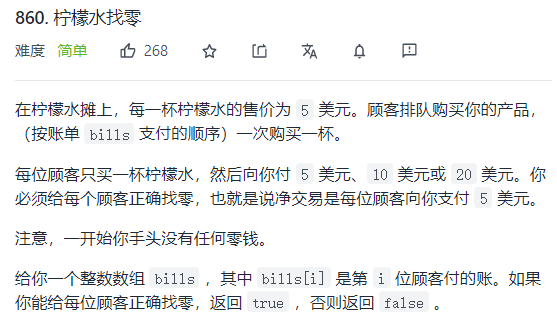 860. 柠檬水找零
难度 简单 268
在柠檬水摊上，每一杯柠檬水的售价为 5 美元。顾客排队购买你的产品，
（按账单 bills 支付的顺序）一次购买一杯。
每位顾客只买一杯柠檬水，然后向你付 5 美元、10 美元或 20 美元。你
必须给每个顾客正确找零，也就是说净交易是每位顾客向你支付 5 美元。
注意，一开始你手头没有任何零钱。
给你一个整数数组 bills ，其中 bills[i] 是第 i 位顾客付的账。如果
你能给每位顾客正确找零，返回 true ，否则返回 false 。